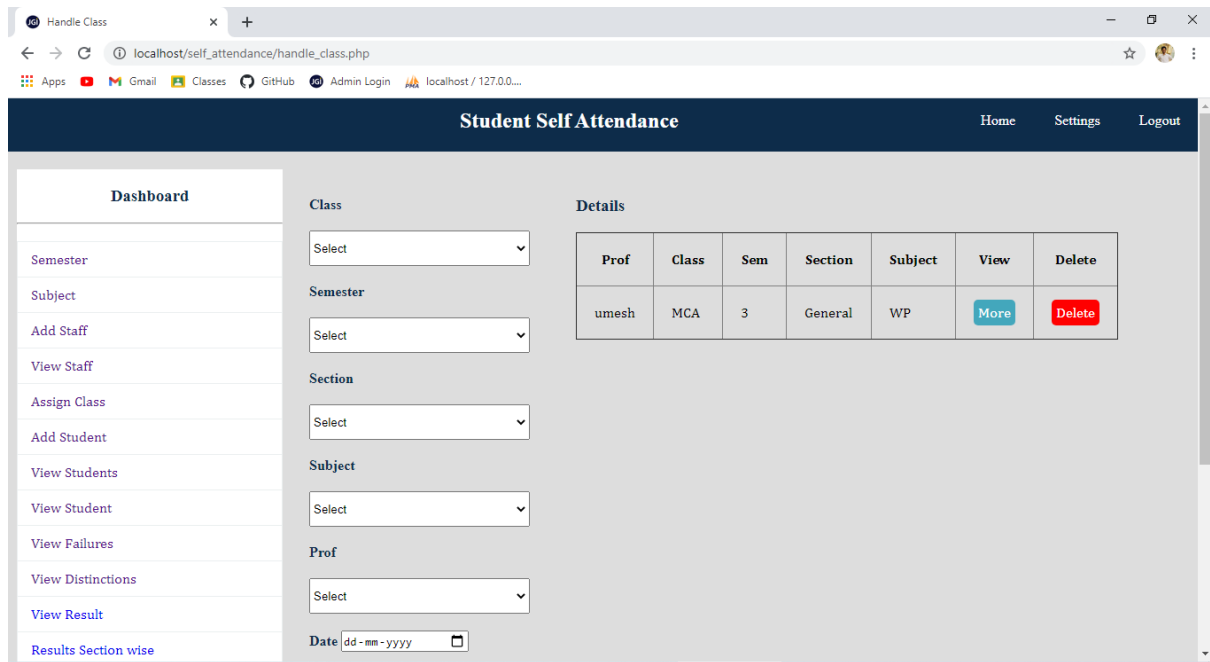 JGI Handle Class
localhost/self_attendance/handle_class.php
Apps Gmail Classes GitHub JGI Admin Login PMA localhost / 127.0.0....
Student Self Attendance Home Settings Logout
Dashboard
Semester
Subject
Add Staff
View Staff
Assign Class
Add Student
View Students
View Student
View Failures
View Distinctions
View Result
Results Section wise
Class
Select
Semester
Select
Section
Select
Subject
Select
Prof
Select
Date dd-mm-yyyy
Details
Prof Class Sem Section Subject View Delete
umesh MCA 3 General WP More Delete